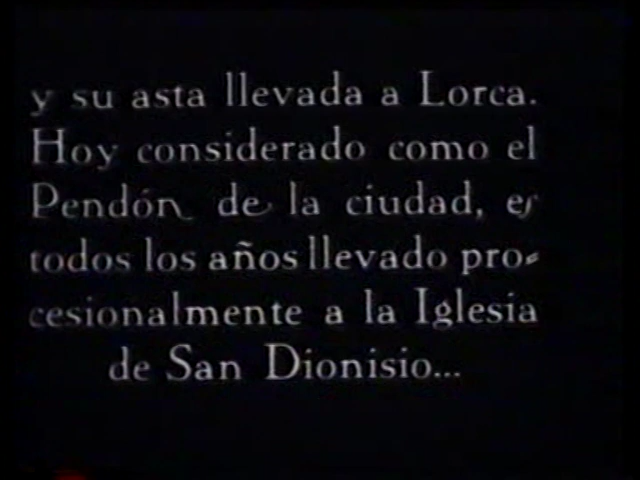 y su asta llevada a Lorca.
Hoy considerado como el
Pendón de la ciudad, es
todos los años llevado pro-
cesionalmente a la Iglesia
de San Dionisio...